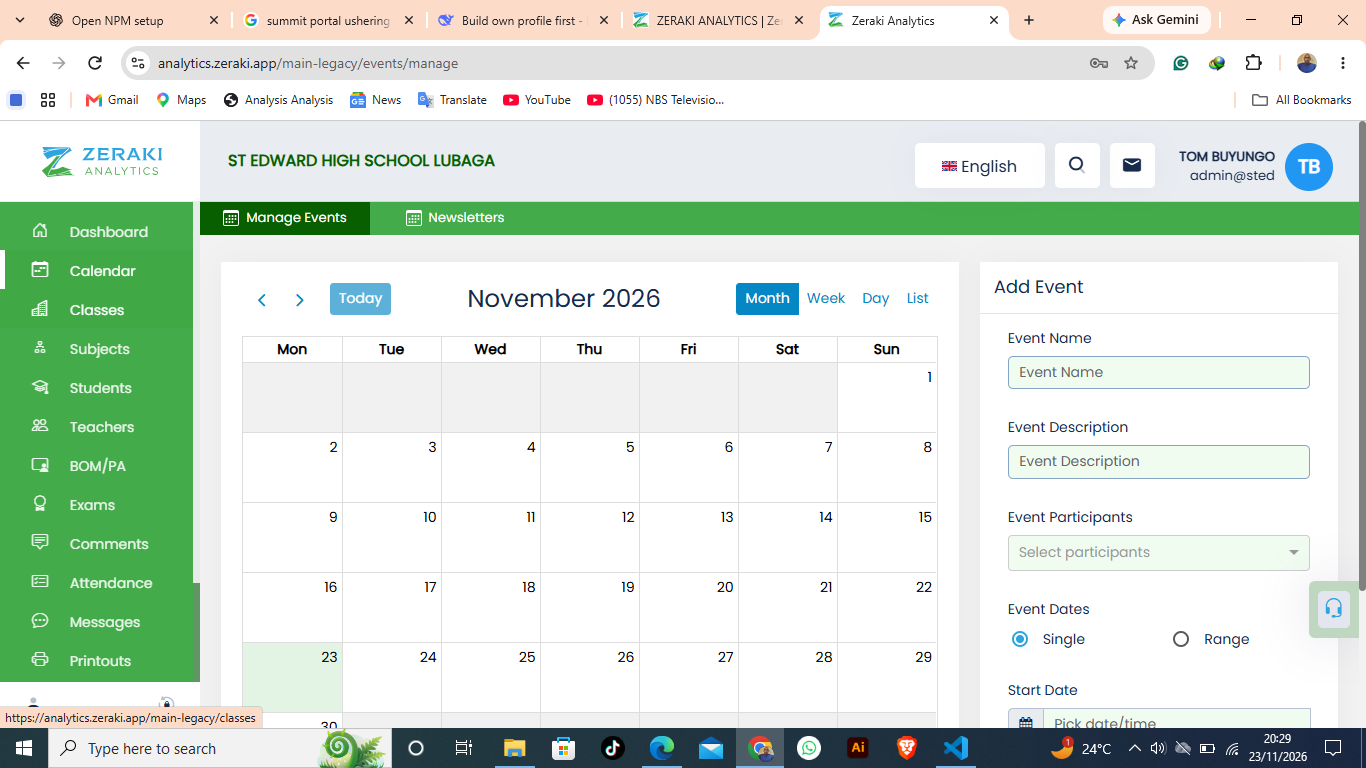 Open NPM setup
summit portal ushering
Build own profile first -
ZERAKI ANALYTICS | Ze
Zeraki Analytics
Ask Gemini
analytics.zeraki.app/main-legacy/events/manage
Gmail
Maps
Analysis Analysis
News
Translate
YouTube
(1055) NBS Televisio...
All Bookmarks
ZERAKI
ANALYTICS
ST EDWARD HIGH SCHOOL LUBAGA
English
TOM BUYUNGO
admin@sted
TB
Manage Events
Newsletters
Dashboard
Calendar
Classes
Subjects
Students
Teachers
BOM/PA
Exams
Comments
Attendance
Messages
Printouts
https://analytics.zeraki.app/main-legacy/classes
Today
November 2026
Month Week Day List
Mon Tue Wed Thu Fri Sat Sun
1
2 3 4 5 6 7 8
9 10 11 12 13 14 15
16 17 18 19 20 21 22
23 24 25 26 27 28 29
30
Add Event
Event Name
Event Name
Event Description
Event Description
Event Participants
Select participants
Event Dates
Single
Range
Start Date
Pick date/time
Type here to search
Ai
1
24°C
20:29
23/11/2026